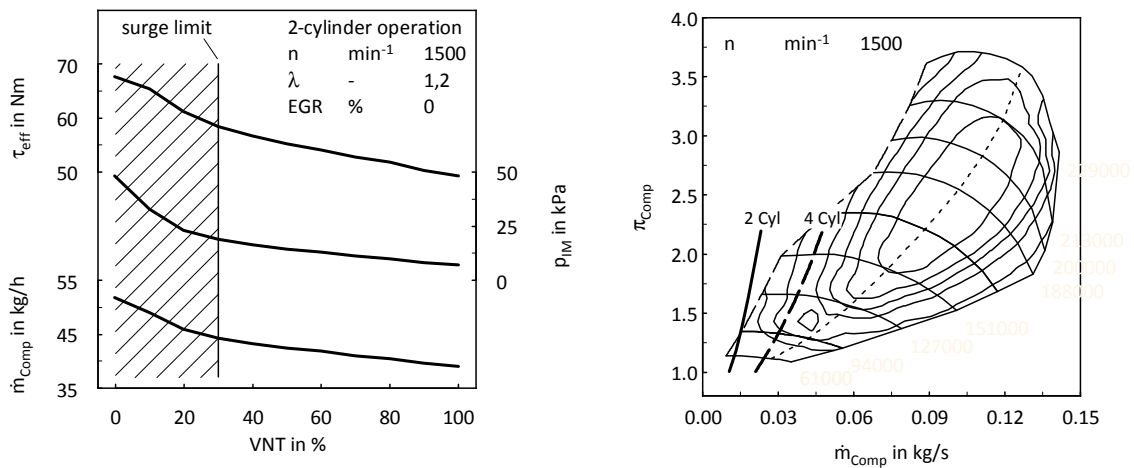 surge limit
2-cylinder operation
n min-1 1500
λ - 1,2
EGR % 0
70
60
50
τeff in Nm
50
25
0
pIM in kPa
55
45
35
ṁComp in kg/h
0 20 40 60 80 100
VNT in %
n min-1 1500
4.0
3.5
3.0
2.5
2.0
1.5
1.0
πComp
2 Cyl 4 Cyl
229000
213000
200000
188000
151000
127000
94000
61000
0.00 0.03 0.06 0.09 0.12 0.15
ṁComp in kg/s